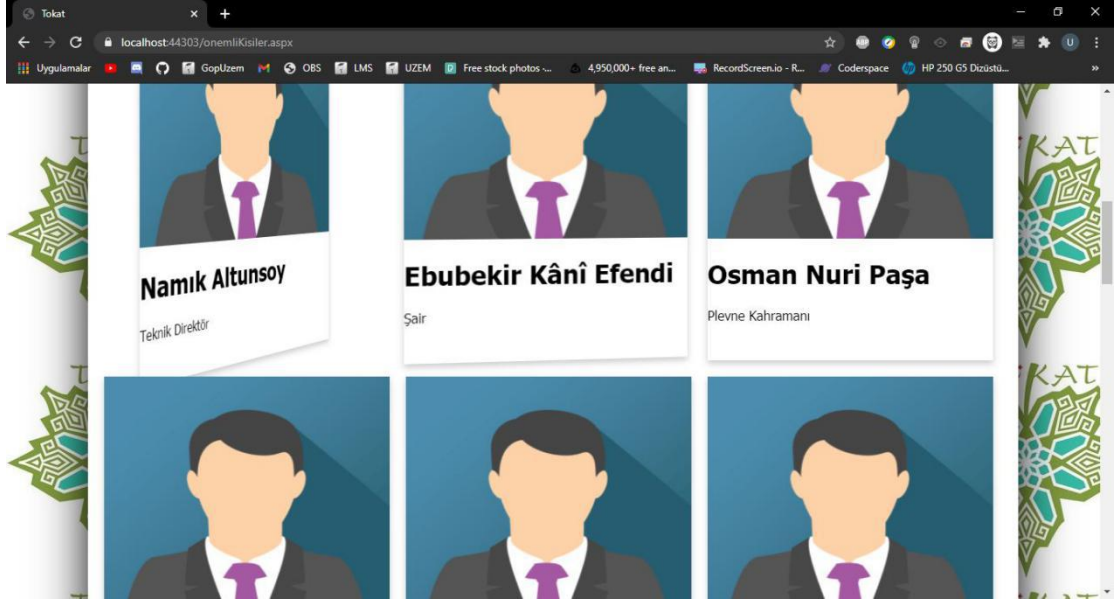 Tokat
localhost:44303/onemliKisiler.aspx
Uygulamalar GopUzem OBS LMS UZEM Free stock photos -... 4,950,000+ free an... RecordScreen.io - R... Coderspace HP 250 G5 Dizüstü...
KAT
Namık Altunsoy
Teknik Direktör
Ebubekir Kânî Efendi
Şair
Osman Nuri Paşa
Plevne Kahramanı
KAT